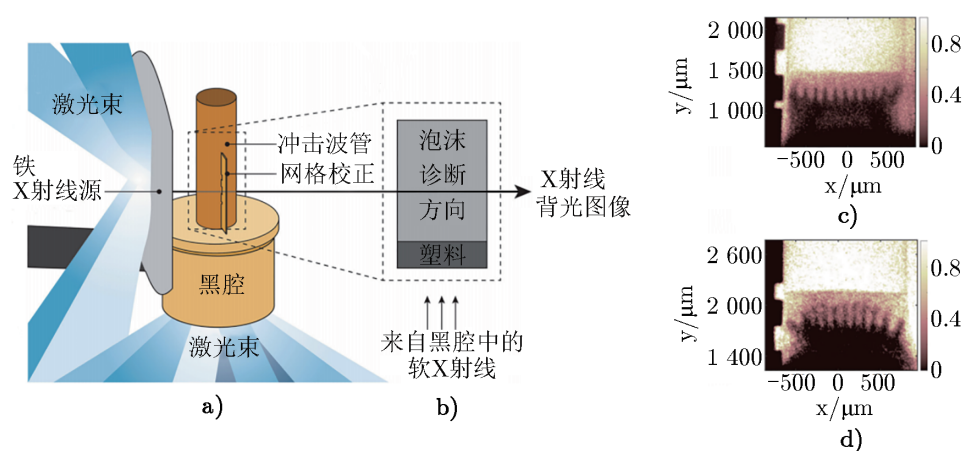 激光束
铁
X射线源
冲击波管
网格校正
黑腔
激光束
a)
泡沫
诊断
方向
塑料
X射线
背光图像
来自黑腔中的
软X射线
b)
y/μm
2 000
1 500
1 000
−500 0 500
x/μm
0.8
0.4
0
c)
y/μm
2 600
2 000
1 400
−500 0 500
x/μm
0.8
0.4
0
d)